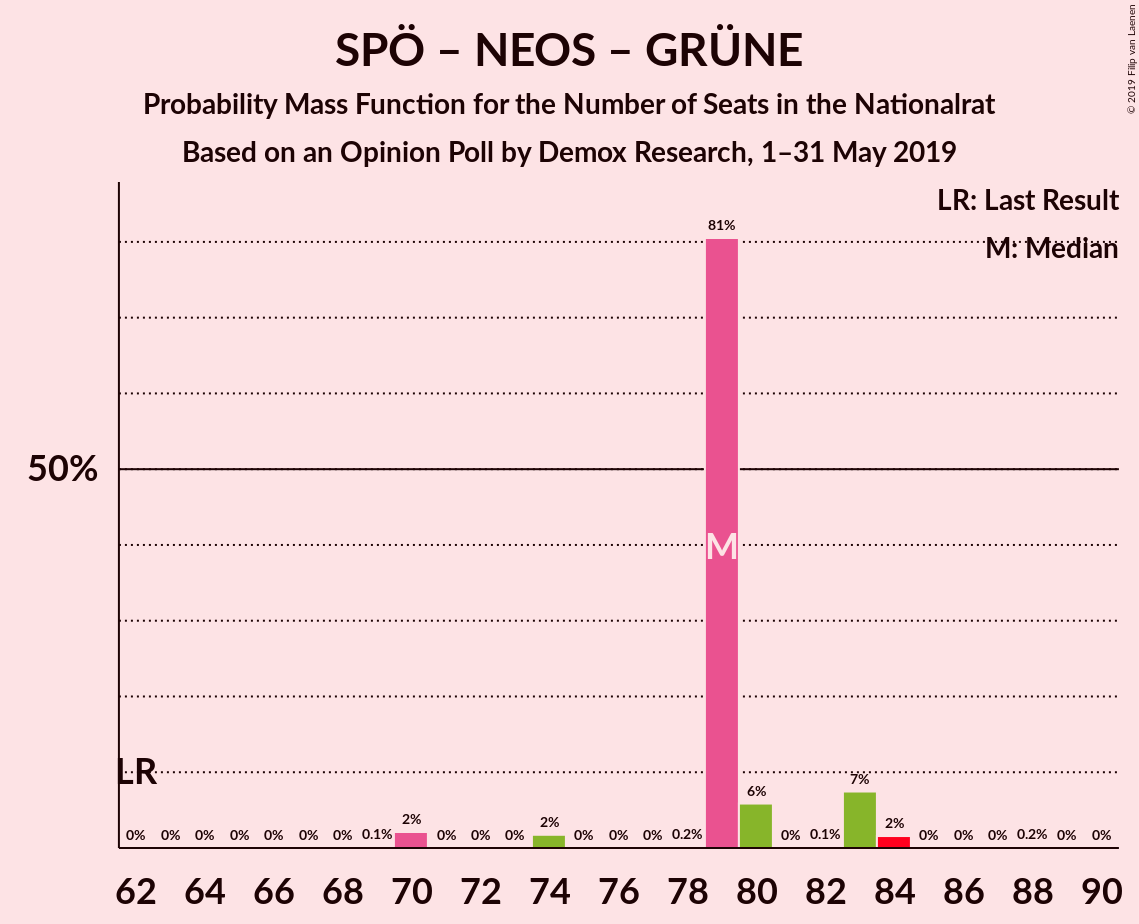 SPÖ – NEOS – GRÜNE
Probability Mass Function for the Number of Seats in the Nationalrat
Based on an Opinion Poll by Demox Research, 1–31 May 2019
© 2019 Filip van Laenen
LR: Last Result
M: Median
50%
81%
M
LR
0% 0% 0% 0% 0% 0% 0% 0.1% 2% 0% 0% 0% 2% 0% 0% 0% 0.2% 6% 0% 0.1% 7% 2% 0% 0% 0% 0.2% 0% 0%
62 64 66 68 70 72 74 76 78 80 82 84 86 88 90